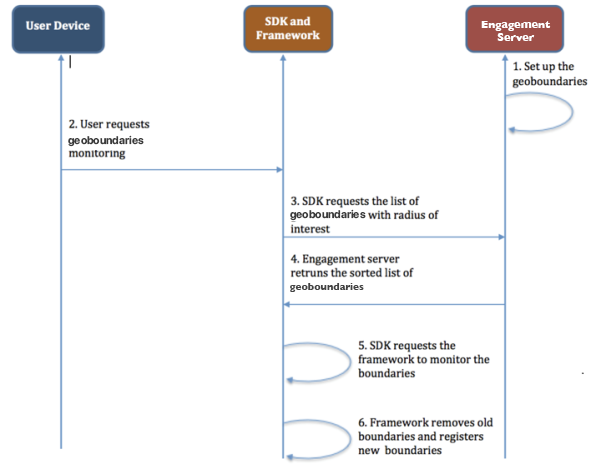 User Device
SDK and
Framework
Engagement
Server
1. Set up the
geoboundaries
2. User requests
geoboundaries
monitoring
3. SDK requests the list of
geoboundaries with radius of
interest
4. Engagement server
retruns the sorted list of
geoboundaries
5. SDK requests the
framework to monitor the
boundaries
6. Framework removes old
boundaries and registers
new boundaries